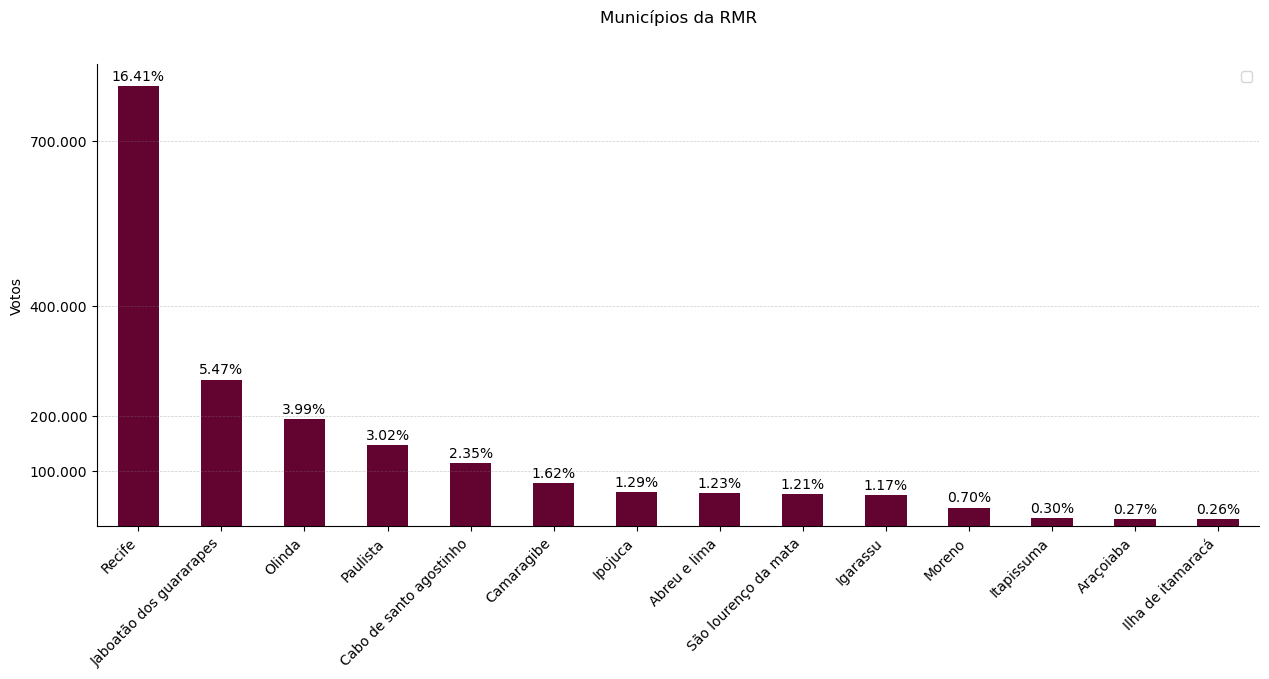 Municípios da RMR
Votos
700.000
400.000
200.000
100.000
16.41%
5.47%
3.99%
3.02%
2.35%
1.62%
1.29%
1.23%
1.21%
1.17%
0.70%
0.30%
0.27%
0.26%
Recife
Jaboatão dos guararapes
Olinda
Paulista
Cabo de santo agostinho
Camaragibe
Ipojuca
Abreu e lima
São lourenço da mata
Igarassu
Moreno
Itapissuma
Araçoiaba
Ilha de itamaracá